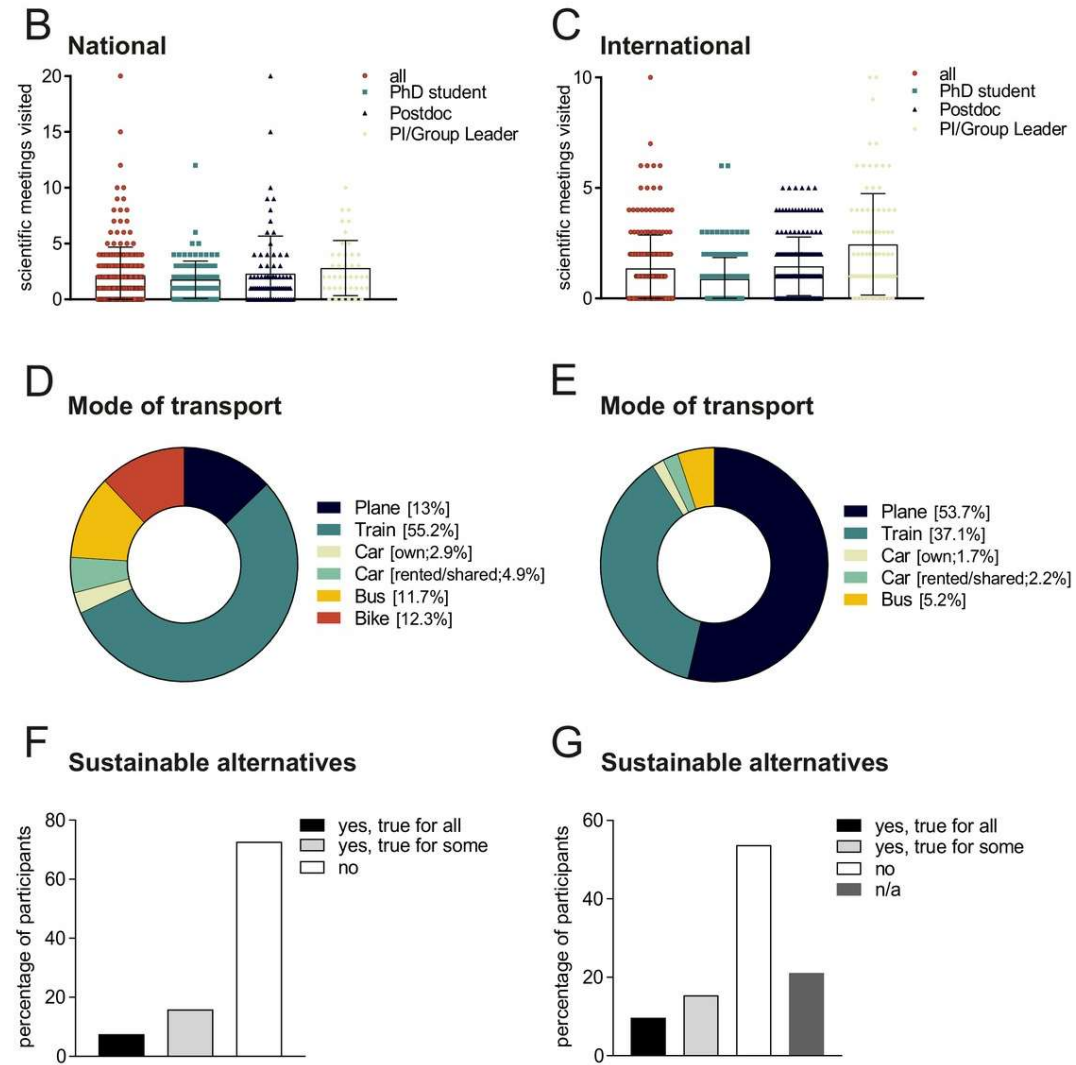 B
National
20
15
10
5
0
scientific meetings visited
all
PhD student
Postdoc
PI/Group Leader
C
International
10
5
0
scientific meetings visited
all
PhD student
Postdoc
PI/Group Leader
D
Mode of transport
Plane [13%]
Train [55.2%]
Car [own;2.9%]
Car [rented/shared;4.9%]
Bus [11.7%]
Bike [12.3%]
E
Mode of transport
Plane [53.7%]
Train [37.1%]
Car [own;1.7%]
Car [rented/shared;2.2%]
Bus [5.2%]
F
Sustainable alternatives
80
60
40
20
0
percentage of participants
yes, true for all
yes, true for some
no
G
Sustainable alternatives
60
40
20
0
percentage of participants
yes, true for all
yes, true for some
no
n/a